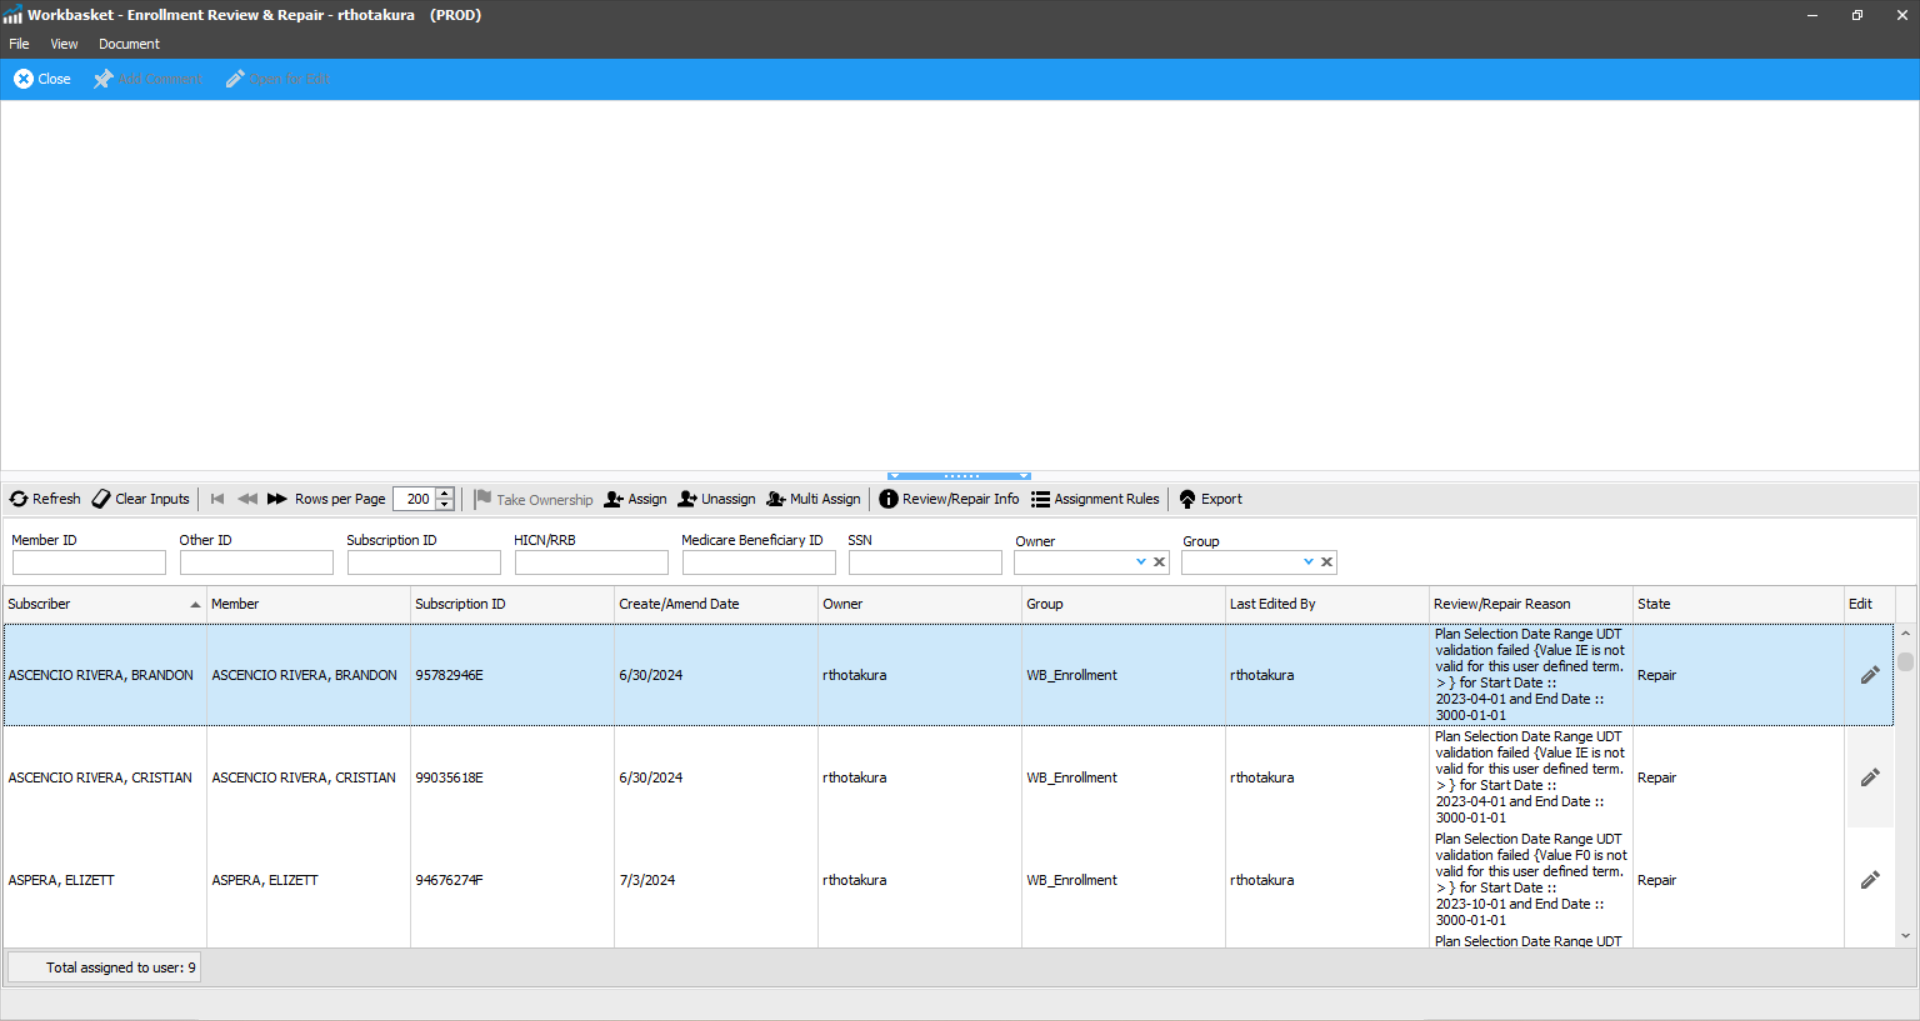 Workbasket - Enrollment Review & Repair - rthotakura (PROD)
File View Document
Close Add Comment Open for Edit
Refresh Clear Inputs Rows per Page 200 Take Ownership Assign Unassign Multi Assign Review/Repair Info Assignment Rules Export
Member ID Other ID Subscription ID HICN/RRB Medicare Beneficiary ID SSN Owner Group
Subscriber Member Subscription ID Create/Amend Date Owner Group Last Edited By Review/Repair Reason State Edit
ASCENCIO RIVERA, BRANDON ASCENCIO RIVERA, BRANDON 95782946E 6/30/2024 rthotakura WB_Enrollment rthotakura
Plan Selection Date Range UDT
validation failed {Value IE is not
valid for this user defined term.
> } for Start Date ::
2023-04-01 and End Date ::
3000-01-01
Repair
ASCENCIO RIVERA, CRISTIAN ASCENCIO RIVERA, CRISTIAN 99035618E 6/30/2024 rthotakura WB_Enrollment rthotakura
Plan Selection Date Range UDT
validation failed {Value IE is not
valid for this user defined term.
> } for Start Date ::
2023-04-01 and End Date ::
3000-01-01
Repair
ASPERA, ELIZETT ASPERA, ELIZETT 94676274F 7/3/2024 rthotakura WB_Enrollment rthotakura
Plan Selection Date Range UDT
validation failed {Value F0 is not
valid for this user defined term.
> } for Start Date ::
2023-10-01 and End Date ::
3000-01-01
Repair
Plan Selection Date Range UDT
Total assigned to user: 9